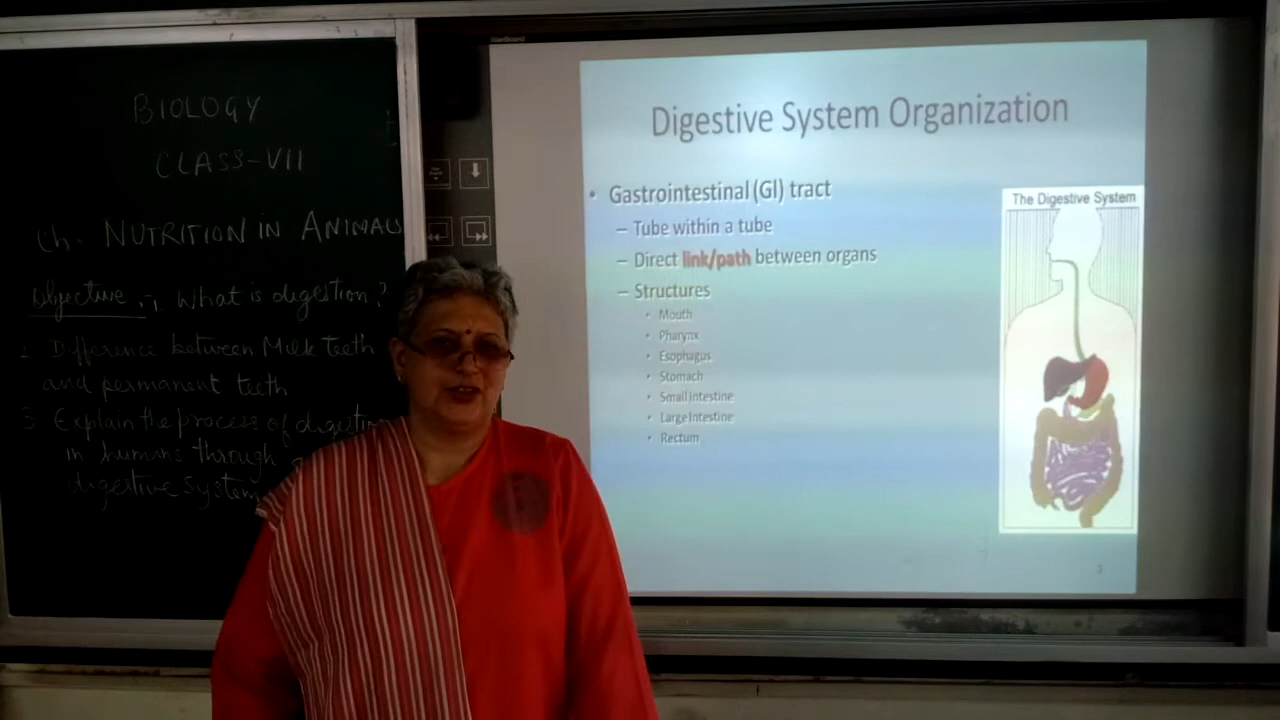 BIOLOGY
CLASS-VII
Ch. NUTRITION IN ANIMALS
Objective :-1 What is digestion?
2. Difference between Milk teeth
and permanent teeth
3 Explain the process of digestion
in humans through
digestive system
StarBoard
Digestive System Organization
• Gastrointestinal (GI) tract
– Tube within a tube
– Direct link/path between organs
– Structures
• Mouth
• Pharynx
• Esophagus
• Stomach
• Small Intestine
• Large Intestine
• Rectum
The Digestive System
3